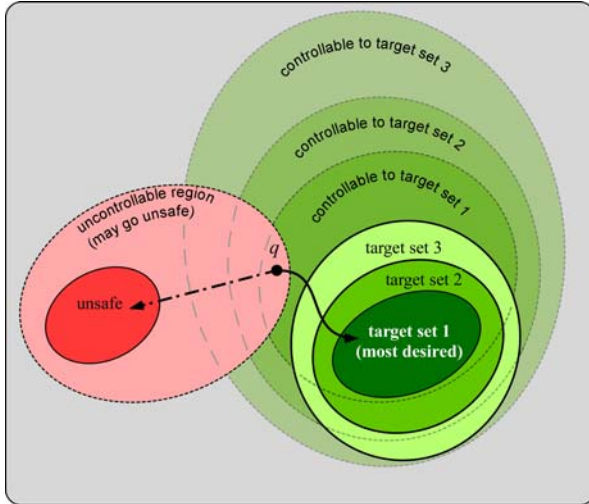 controllable to target set 3
controllable to target set 2
controllable to target set 1
uncontrollable region
(may go unsafe)
q
target set 3
target set 2
unsafe
target set 1
(most desired)